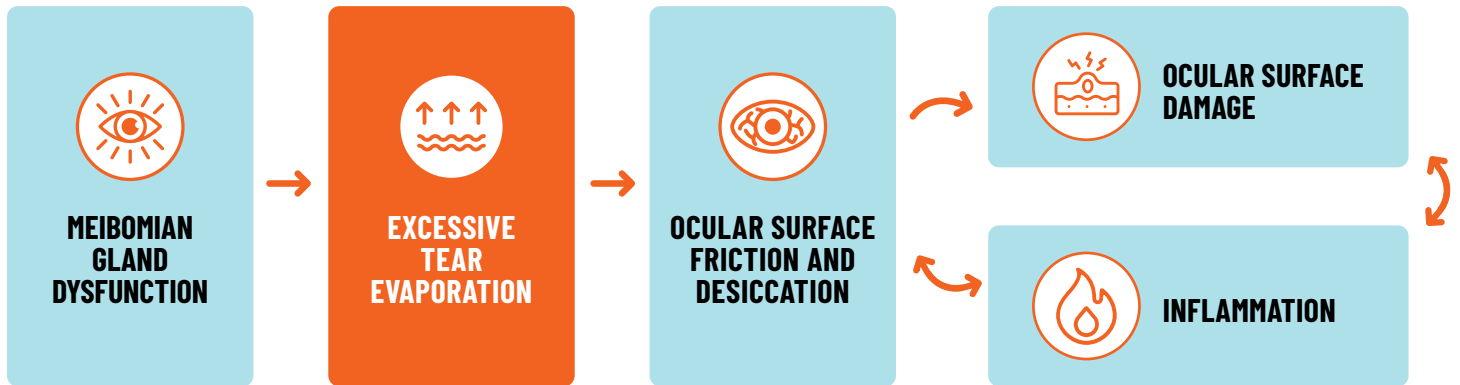 MEIBOMIAN
GLAND
DYSFUNCTION
EXCESSIVE
TEAR
EVAPORATION
OCULAR SURFACE
FRICTION AND
DESICCATION
OCULAR SURFACE
DAMAGE
INFLAMMATION